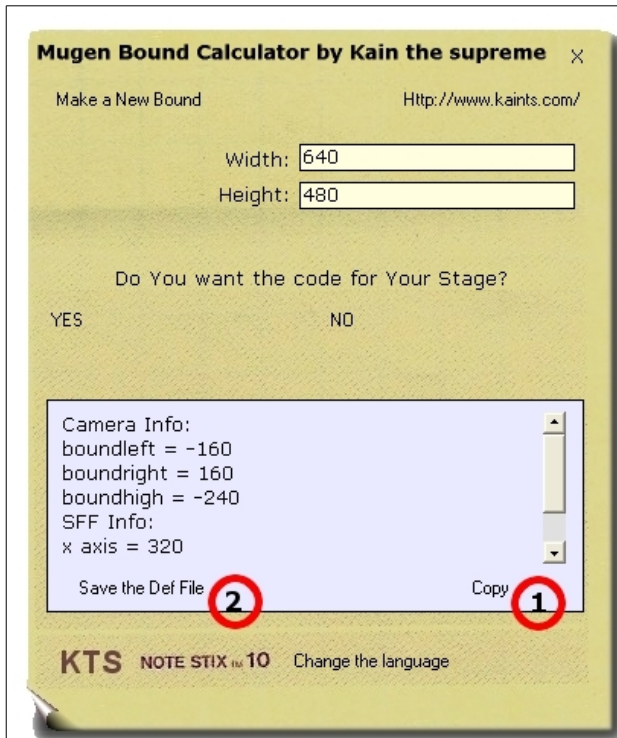 Mugen Bound Calculator by Kain the supreme X
Make a New Bound Http://www.kaints.com/
Width: 640
Height: 480
Do You want the code for Your Stage?
YES NO
Camera Info:
boundleft = -160
boundright = 160
boundhigh = -240
SFF Info:
x axis = 320
Save the Def File 2 Copy 1
KTS NOTE STIX TM 10 Change the language